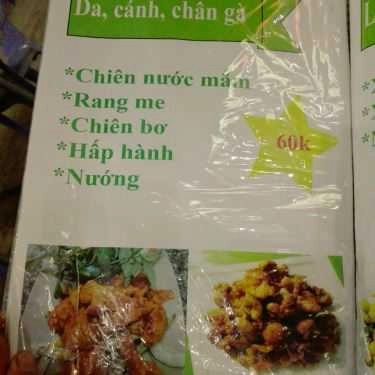 Da, cánh, chân gà
*Chiên nước mắm
*Rang me
*Chiên bơ
*Hấp hành
*Nướng
60k